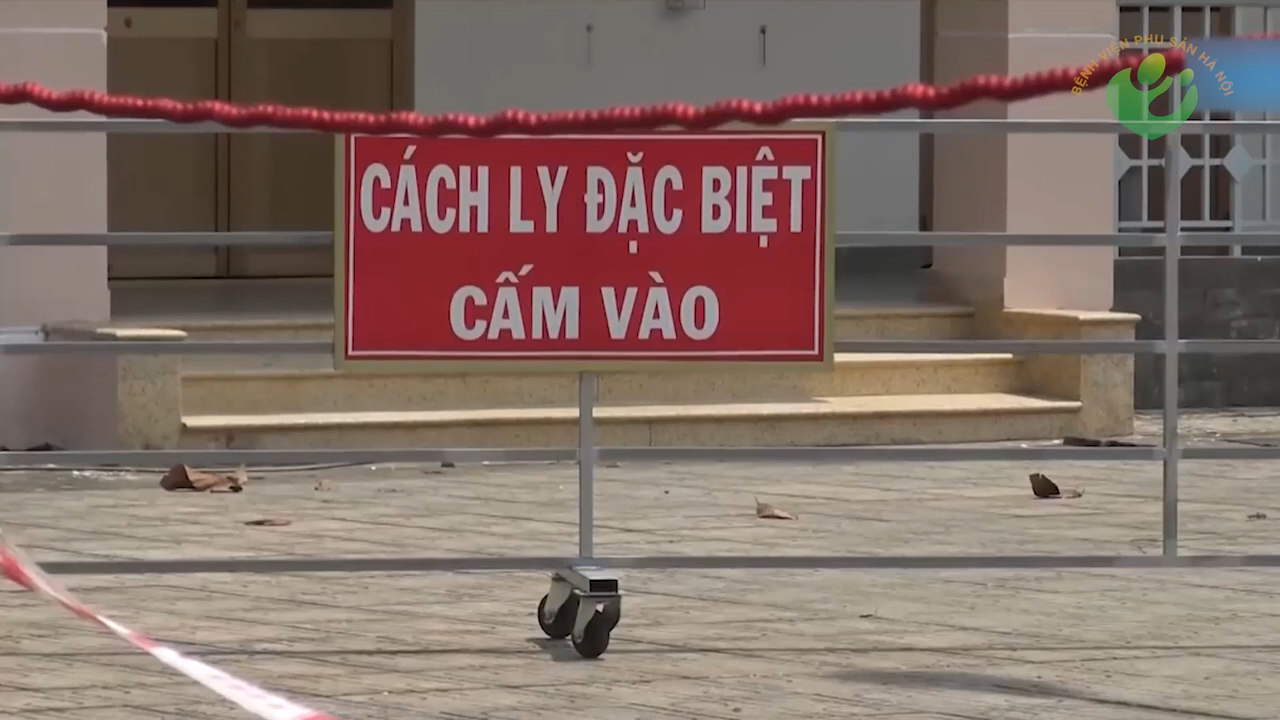 BỆNH VIỆN PHỤ SẢN HÀ NỘI
CÁCH LY ĐẶC BIỆT
CẤM VÀO